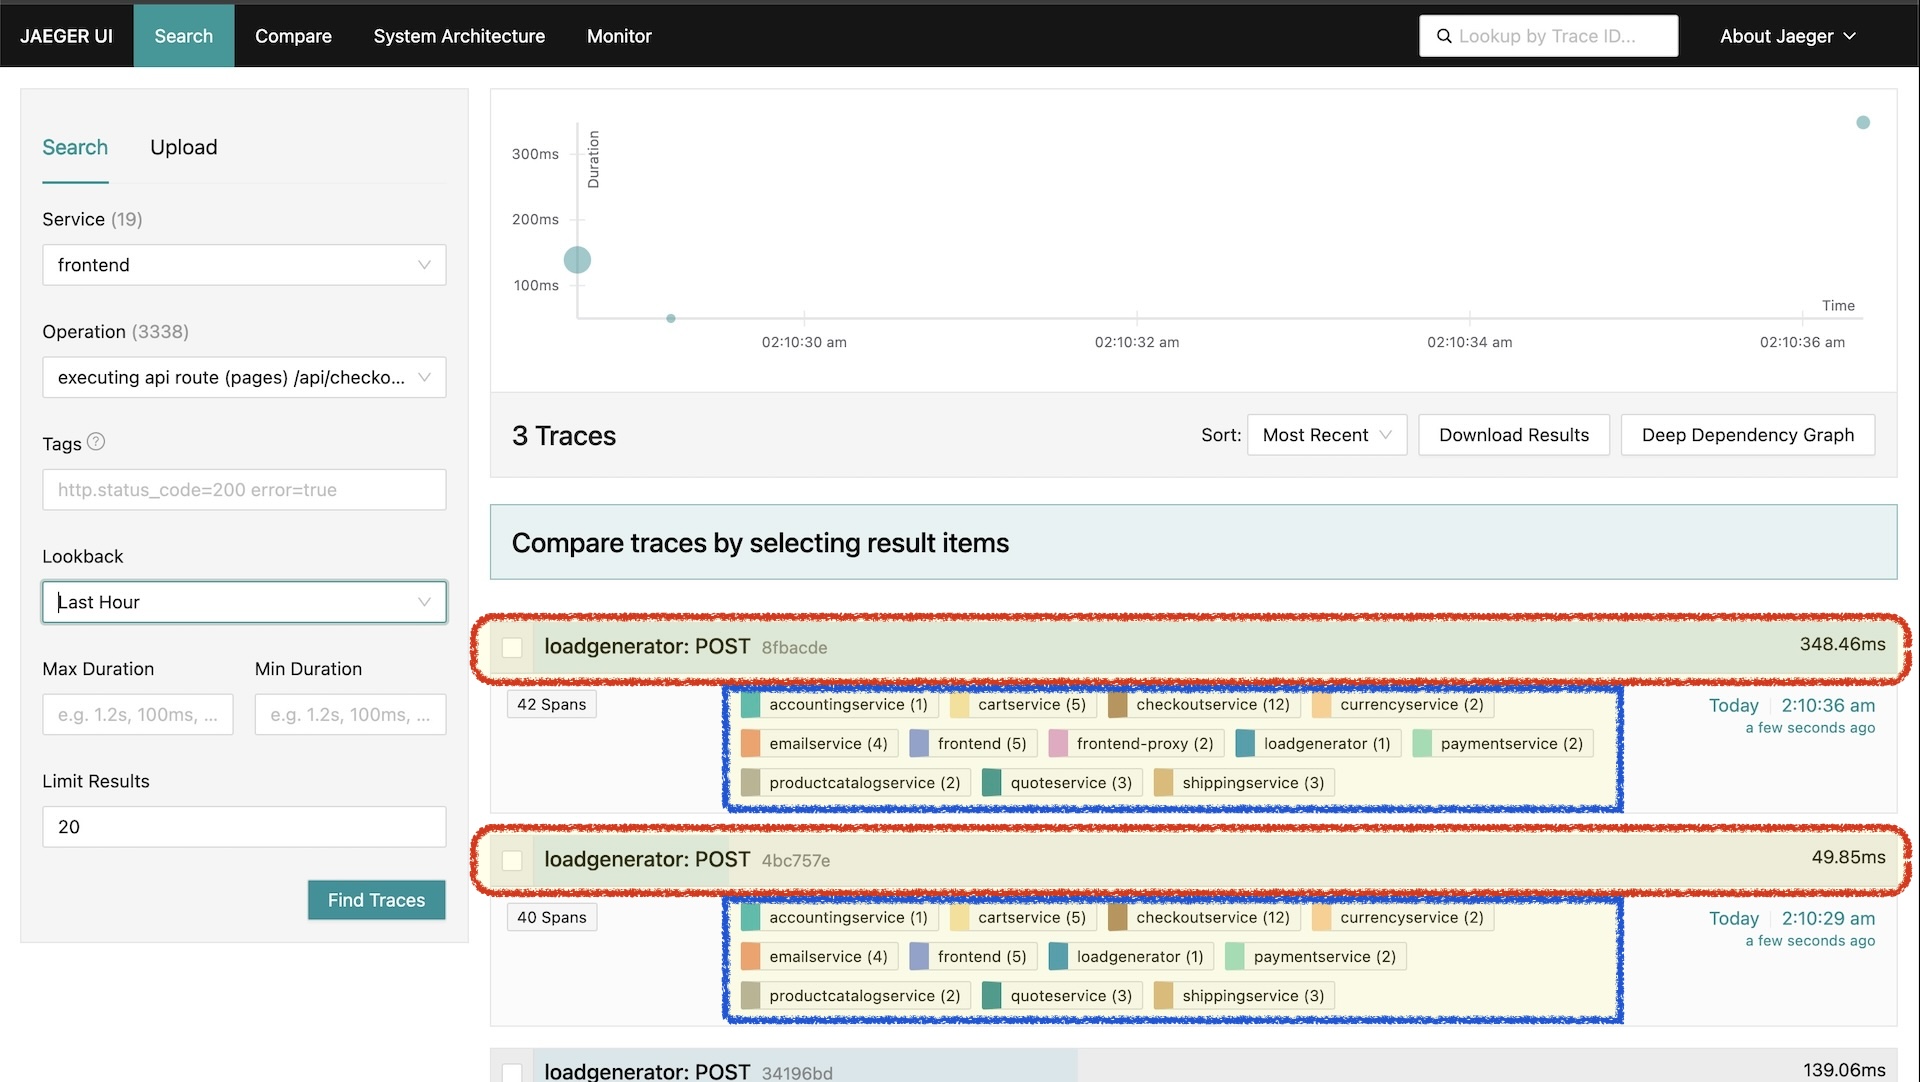 JAEGER UI
Search
Compare
System Architecture
Monitor
Lookup by Trace ID...
About Jaeger
Search
Upload
Service (19)
frontend
Operation (3338)
executing api route (pages) /api/checko...
Tags
http.status_code=200 error=true
Lookback
Last Hour
Max Duration
Min Duration
e.g. 1.2s, 100ms, ...
e.g. 1.2s, 100ms, ...
Limit Results
20
Find Traces
Duration
300ms
200ms
100ms
Time
02:10:30 am
02:10:32 am
02:10:34 am
02:10:36 am
3 Traces
Sort:
Most Recent
Download Results
Deep Dependency Graph
Compare traces by selecting result items
loadgenerator: POST 8fbacde
348.46ms
42 Spans
accountingservice (1)
cartservice (5)
checkoutservice (12)
currencyservice (2)
emailservice (4)
frontend (5)
frontend-proxy (2)
loadgenerator (1)
paymentservice (2)
productcatalogservice (2)
quoteservice (3)
shippingservice (3)
Today
2:10:36 am
a few seconds ago
loadgenerator: POST 4bc757e
49.85ms
40 Spans
accountingservice (1)
cartservice (5)
checkoutservice (12)
currencyservice (2)
emailservice (4)
frontend (5)
loadgenerator (1)
paymentservice (2)
productcatalogservice (2)
quoteservice (3)
shippingservice (3)
Today
2:10:29 am
a few seconds ago
loadgenerator: POST 34196bd
139.06ms